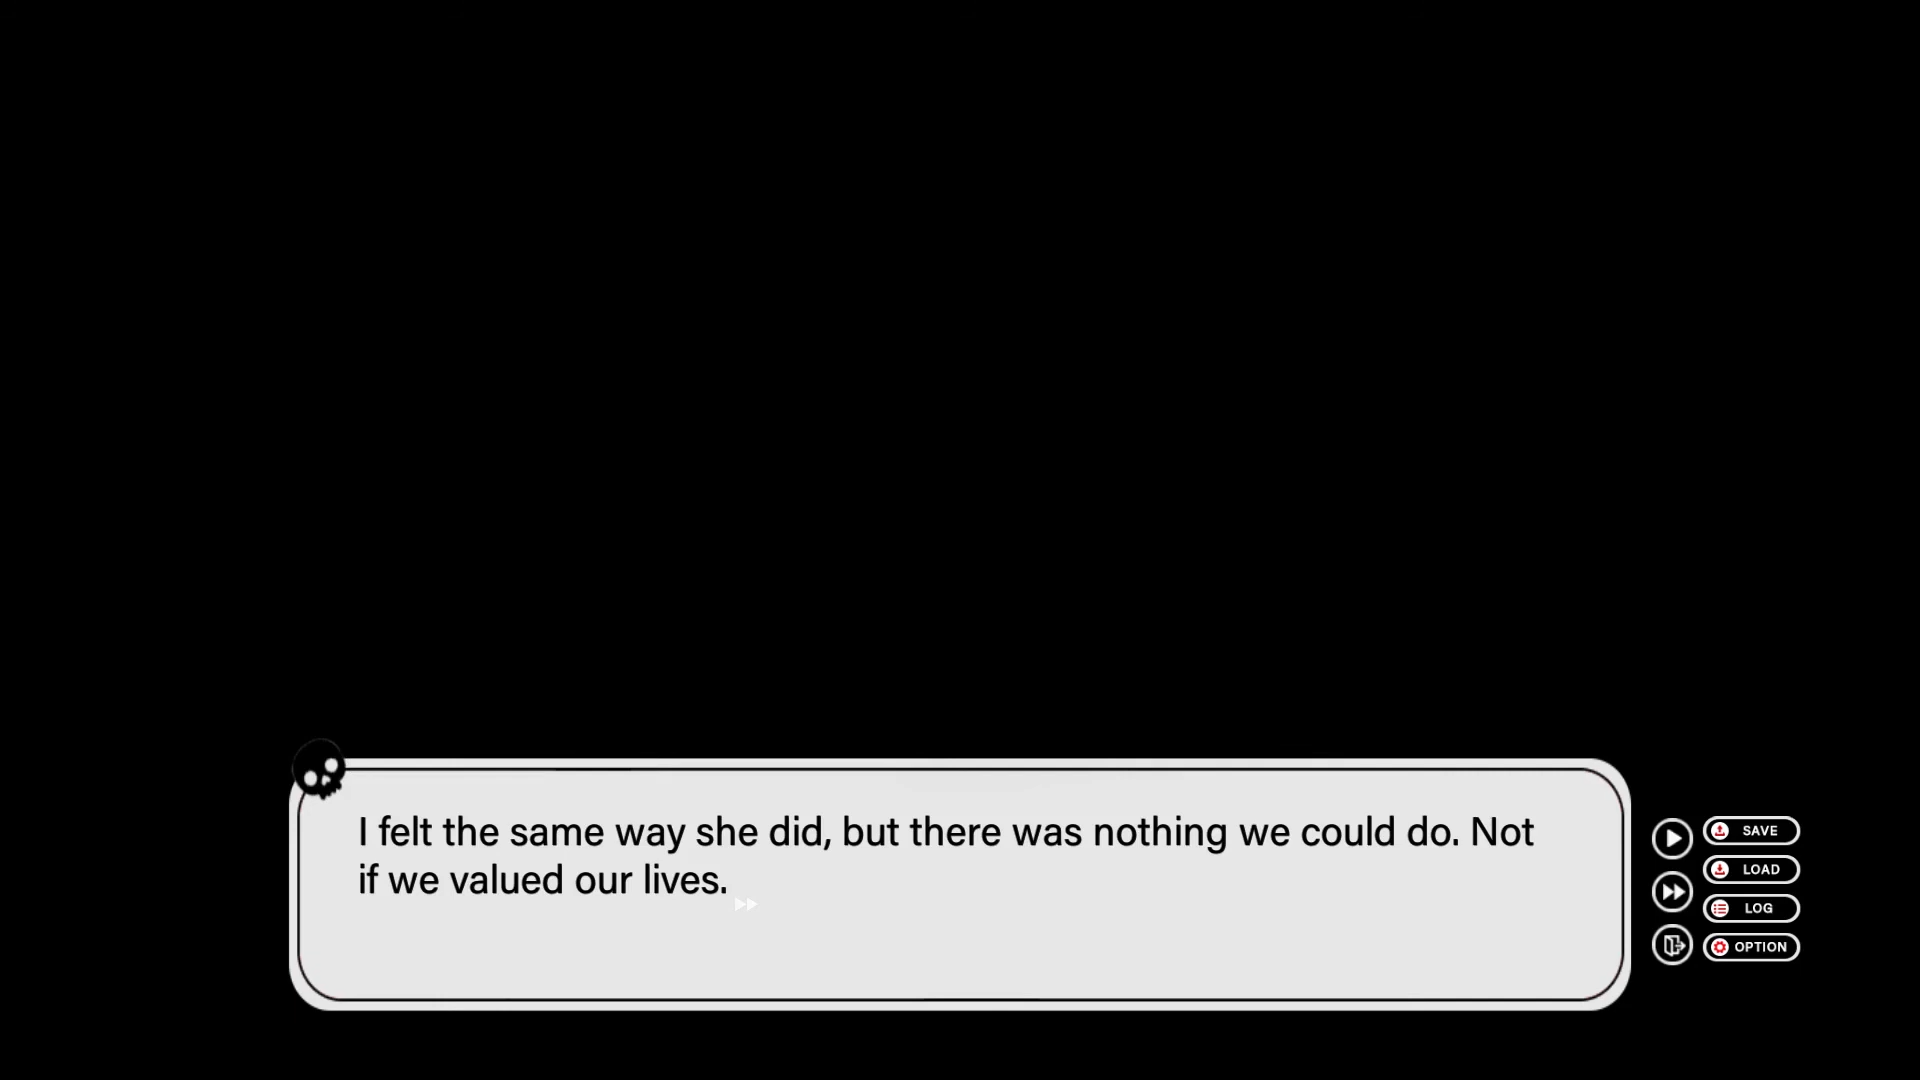 I felt the same way she did, but there was nothing we could do. Not
if we valued our lives.
SAVE
LOAD
LOG
OPTION